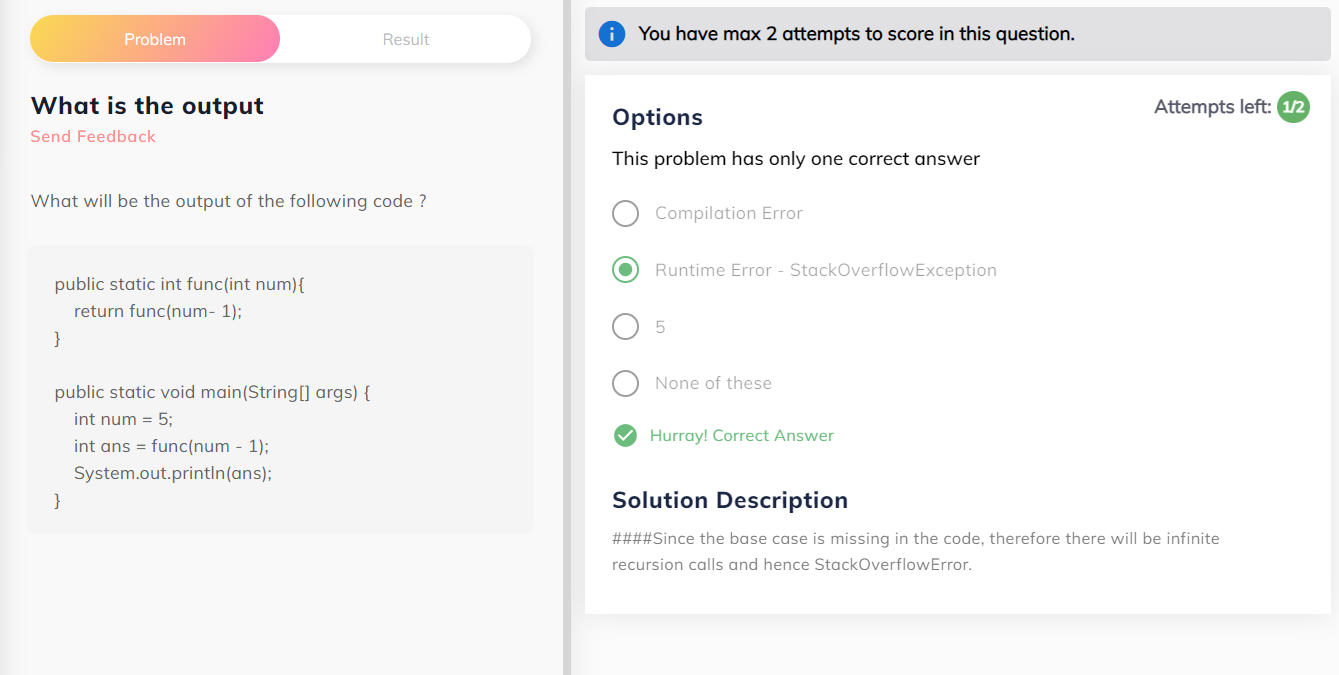 Problem
Result
What is the output
Send Feedback
What will be the output of the following code ?
public static int func(int num){
return func(num- 1);
}
public static void main(String[] args) {
int num = 5;
int ans = func(num - 1);
System.out.println(ans);
}
i You have max 2 attempts to score in this question.
Attempts left: 1/2
Options
This problem has only one correct answer
Compilation Error
Runtime Error - StackOverflowException
5
None of these
Hurray! Correct Answer
Solution Description
####Since the base case is missing in the code, therefore there will be infinite
recursion calls and hence StackOverflowError.